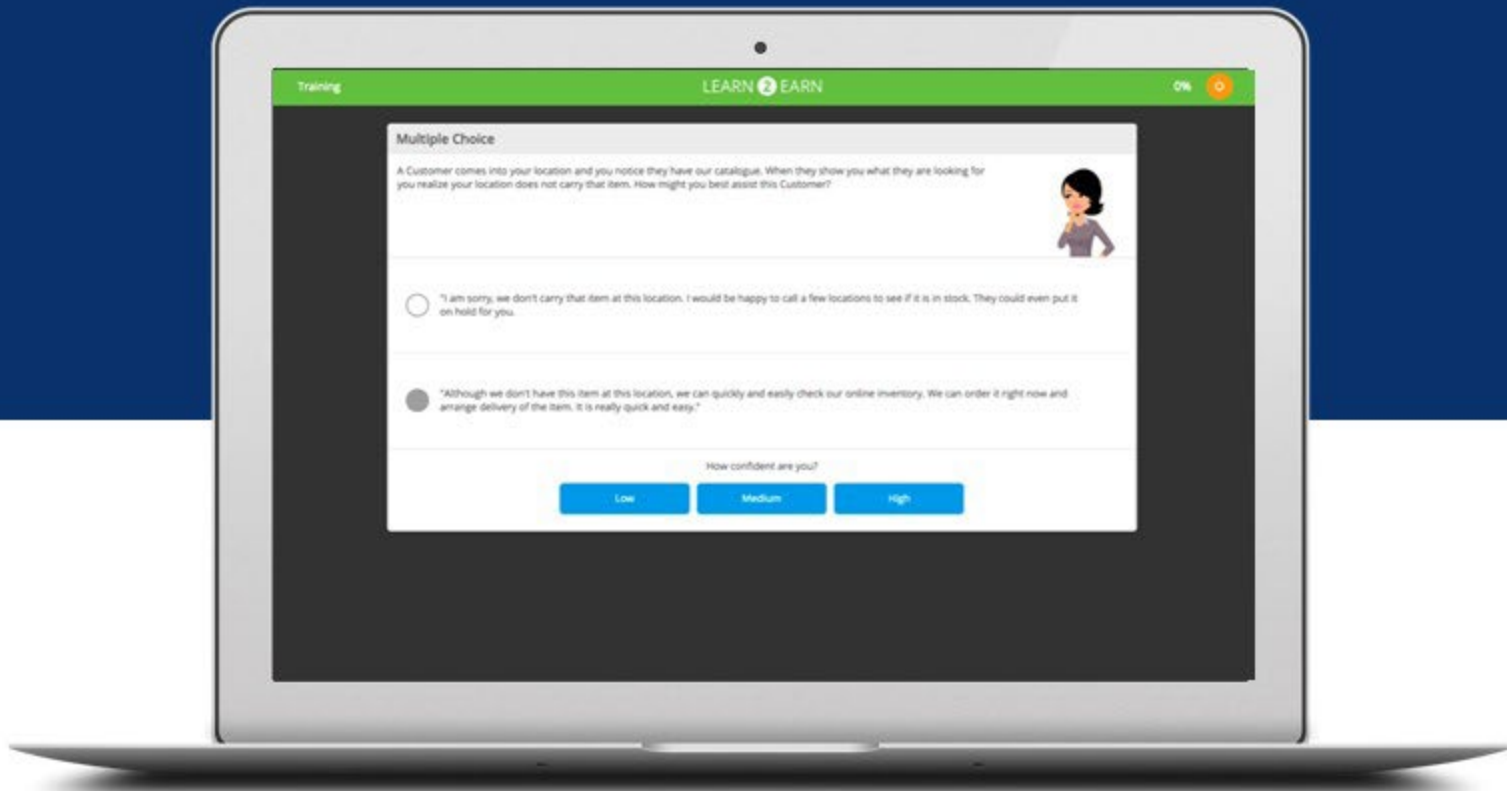 Training
LEARN 2 EARN
0%
Multiple Choice
A Customer comes into your location and you notice they have our catalogue. When they show you what they are looking for
you realize your location does not carry that item. How might you best assist this Customer?
"I am sorry, we don't carry that item at this location. I would be happy to call a few locations to see if it is in stock. They could even put it
on hold for you.
"Although we don't have this item at this location, we can quickly and easily check our online inventory. We can order it right now and
arrange delivery of the item. It is really quick and easy."
How confident are you?
Low
Medium
High